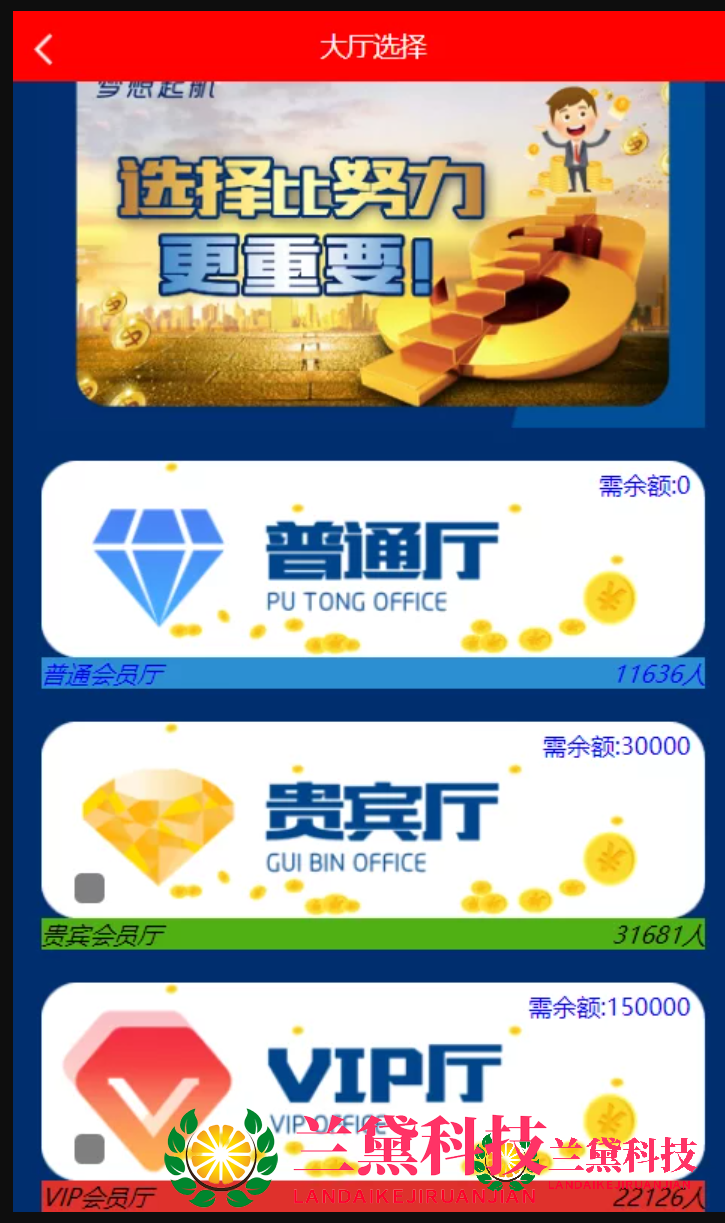 大厅选择
梦想起航
选择比努力
更重要!
需余额:0
普通厅
PU TONG OFFICE
普通会员厅 11636人
需余额:30000
贵宾厅
GUI BIN OFFICE
贵宾会员厅 31681人
需余额:150000
VIP厅
VIP OFFICE
兰黛科技 兰黛科技
LANDAIKEJIRUANJIAN LANDAIKEJIRUANJIAN
VIP会员厅 22126人